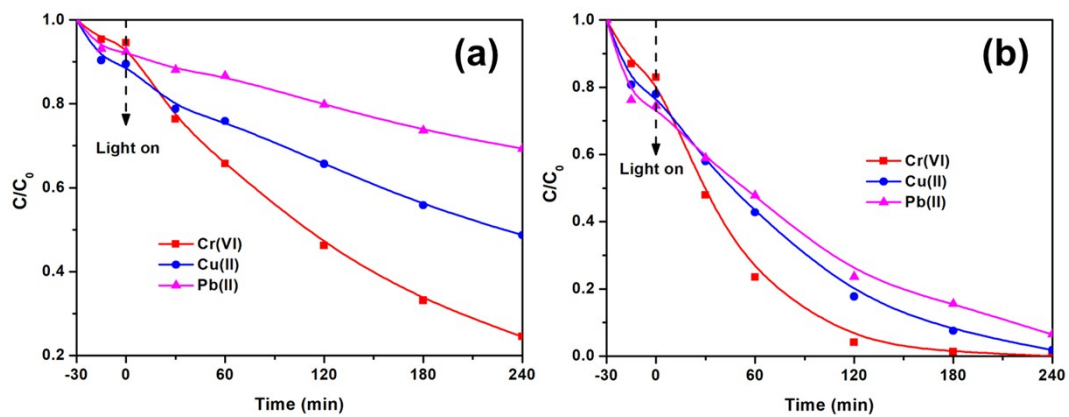 (a)
1.0
0.8
0.6
0.4
0.2
C/C0
Light on
Cr(VI)
Cu(II)
Pb(II)
-30 0 60 120 180 240
Time (min)
(b)
1.0
0.8
0.6
0.4
0.2
0.0
C/C0
Light on
Cr(VI)
Cu(II)
Pb(II)
-30 0 60 120 180 240
Time (min)